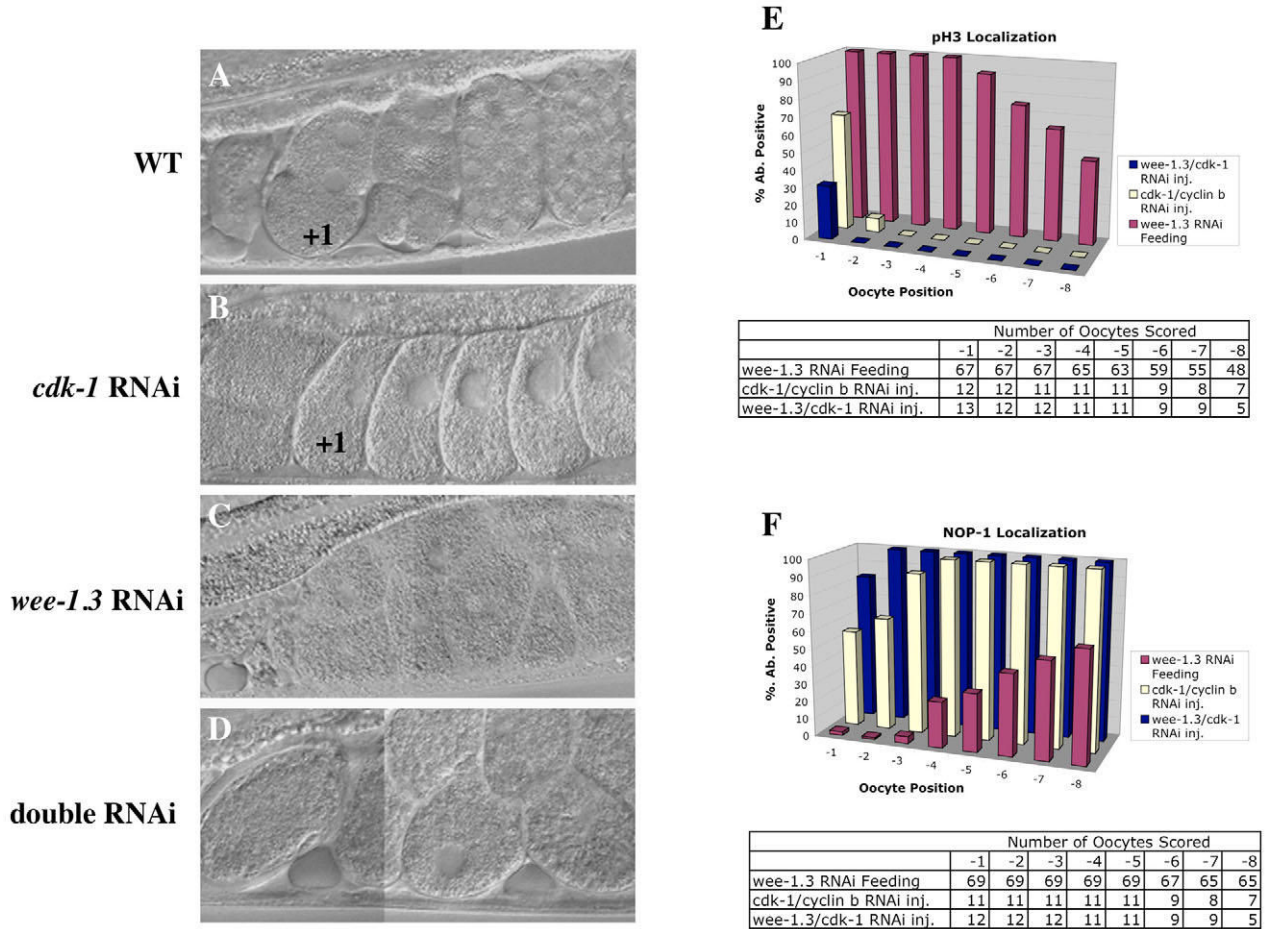 A
WT
+1
B
cdk-1 RNAi
+1
C
wee-1.3 RNAi
D
double RNAi
E
pH3 Localization
% Ab. Positive
100
90
80
70
60
50
40
30
20
10
0
-1 -2 -3 -4 -5 -6 -7 -8
Oocyte Position
wee-1.3/cdk-1
RNAi inj.
cdk-1/cyclin b
RNAi inj.
wee-1.3 RNAi
Feeding
Number of Oocytes Scored
-1 -2 -3 -4 -5 -6 -7 -8
wee-1.3 RNAi Feeding 67 67 67 65 63 59 55 48
cdk-1/cyclin b RNAi inj. 12 12 11 11 11 9 8 7
wee-1.3/cdk-1 RNAi inj. 13 12 12 11 11 9 9 5
F
NOP-1 Localization
%. Ab. Positive
100
90
80
70
60
50
40
30
20
10
0
-1 -2 -3 -4 -5 -6 -7 -8
Oocyte Position
wee-1.3 RNAi
Feeding
cdk-1/cyclin b
RNAi inj.
wee-1.3/cdk-1
RNAi inj.
Number of Oocytes Scored
-1 -2 -3 -4 -5 -6 -7 -8
wee-1.3 RNAi Feeding 69 69 69 69 69 67 65 65
cdk-1/cyclin b RNAi inj. 11 11 11 11 11 9 8 7
wee-1.3/cdk-1 RNAi inj. 12 12 12 11 11 9 9 5